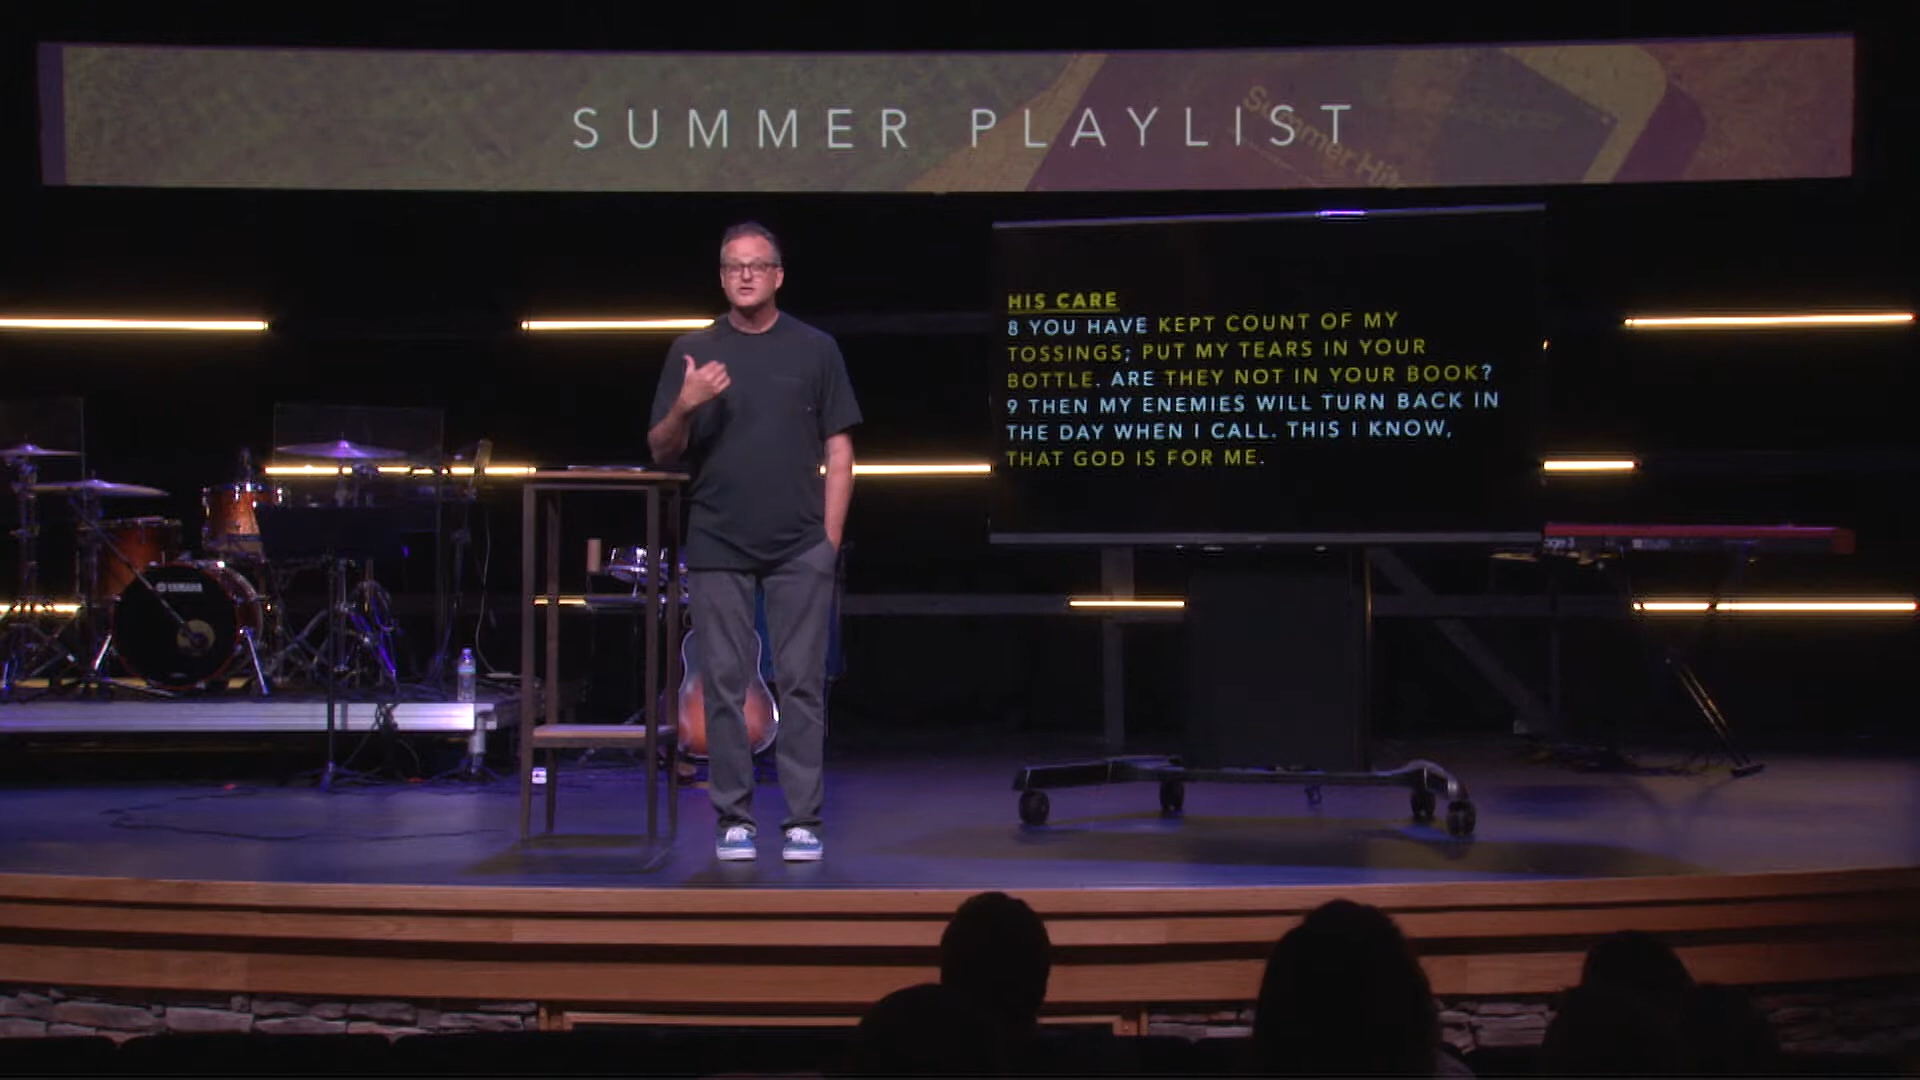 SUMMER PLAYLIST
HIS CARE
8 YOU HAVE KEPT COUNT OF MY
TOSSINGS; PUT MY TEARS IN YOUR
BOTTLE. ARE THEY NOT IN YOUR BOOK?
9 THEN MY ENEMIES WILL TURN BACK IN
THE DAY WHEN I CALL. THIS I KNOW,
THAT GOD IS FOR ME.
YAMAHA